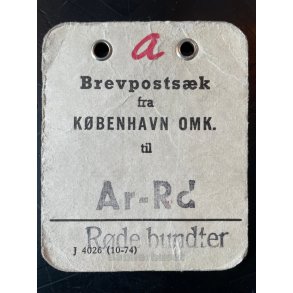 a
Brevpostsæk
fra
KØBENHAVN OMK.
til
Ar-Rd
Røde bundter
J 4026 (10-74)